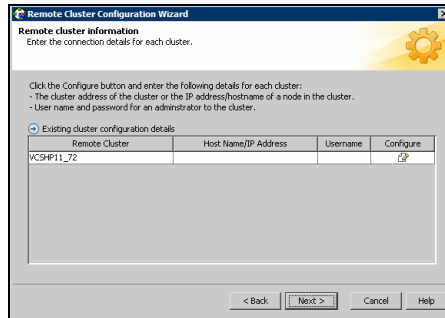 Remote Cluster Configuration Wizard
Remote cluster information
Enter the connection details for each cluster.
Click the Configure button and enter the following details for each cluster:
- The cluster address of the cluster or the IP address/hostname of a node in the cluster.
- User name and password for an adminstrator to the cluster.
Existing cluster configuration details
Remote Cluster Host Name/IP Address Username Configure
VCSHP11_72
< Back Next > Cancel Help